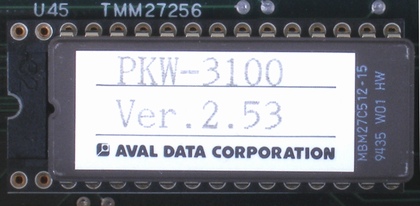 U45 TMM27256
PKW-3100
Ver.2.53
AVAL DATA CORPORATION
MBM27C512-15
9435 W01 HW